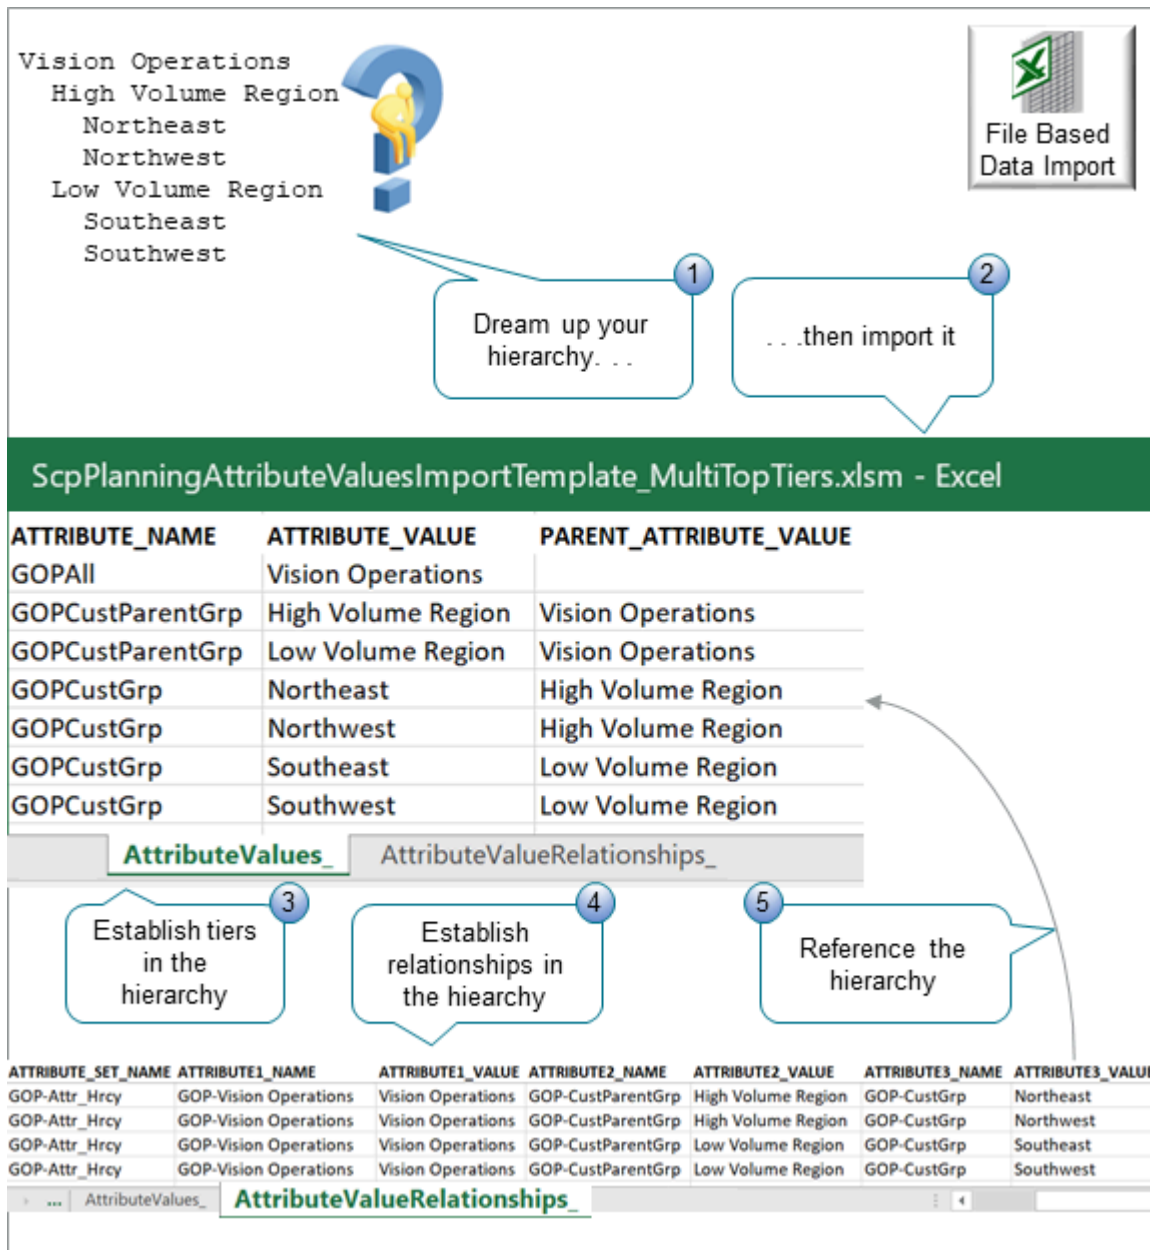 Vision Operations
High Volume Region
Northeast
Northwest
Low Volume Region
Southeast
Southwest
File Based
Data Import
1
Dream up your
hierarchy. . .
2
. . .then import it
ScpPlanningAttributeValuesImportTemplate_MultiTopTiers.xlsm - Excel
ATTRIBUTE_NAME ATTRIBUTE_VALUE PARENT_ATTRIBUTE_VALUE
GOPAll Vision Operations
GOPCustParentGrp High Volume Region Vision Operations
GOPCustParentGrp Low Volume Region Vision Operations
GOPCustGrp Northeast High Volume Region
GOPCustGrp Northwest High Volume Region
GOPCustGrp Southeast Low Volume Region
GOPCustGrp Southwest Low Volume Region
AttributeValues_ AttributeValueRelationships_
3
Establish tiers
in the
hierarchy
4
Establish
relationships in
the hiearchy
5
Reference the
hierarchy
ATTRIBUTE_SET_NAME ATTRIBUTE1_NAME ATTRIBUTE1_VALUE ATTRIBUTE2_NAME ATTRIBUTE2_VALUE ATTRIBUTE3_NAME ATTRIBUTE3_VALUE
GOP-Attr_Hrcy GOP-Vision Operations Vision Operations GOP-CustParentGrp High Volume Region GOP-CustGrp Northeast
GOP-Attr_Hrcy GOP-Vision Operations Vision Operations GOP-CustParentGrp High Volume Region GOP-CustGrp Northwest
GOP-Attr_Hrcy GOP-Vision Operations Vision Operations GOP-CustParentGrp Low Volume Region GOP-CustGrp Southeast
GOP-Attr_Hrcy GOP-Vision Operations Vision Operations GOP-CustParentGrp Low Volume Region GOP-CustGrp Southwest
... AttributeValues_ AttributeValueRelationships_